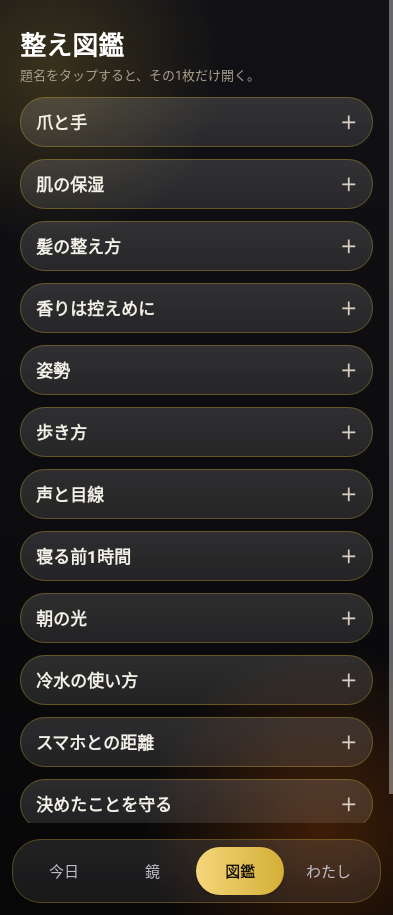 整え図鑑
題名をタップすると、その1枚だけ開く。
爪と手 +
肌の保湿 +
髪の整え方 +
香りは控えめに +
姿勢 +
歩き方 +
声と目線 +
寝る前1時間 +
朝の光 +
冷水の使い方 +
スマホとの距離 +
決めたことを守る +
今日 鏡 図鑑 わたし